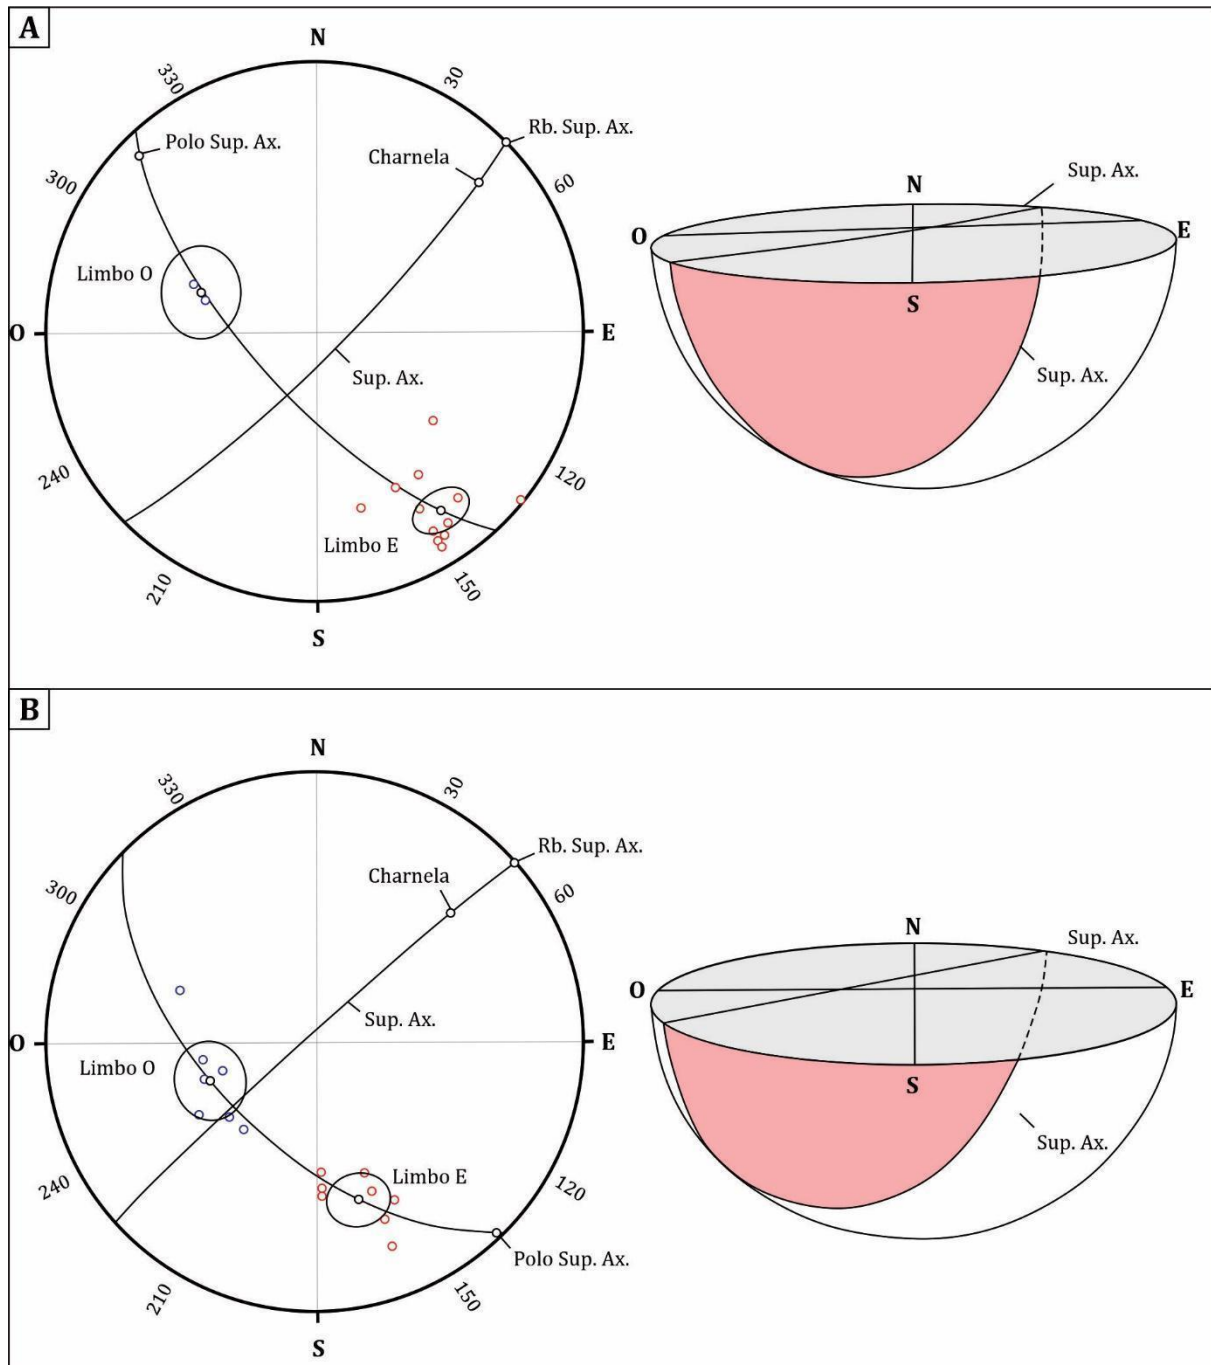 A
N
330
30
Polo Sup. Ax.
Rb. Sup. Ax.
Charnela
300
60
Limbo O
O
E
Sup. Ax.
240
120
Limbo E
210
150
S
Sup. Ax.
N
O
E
S
Sup. Ax.
B
N
330
30
Rb. Sup. Ax.
Charnela
300
60
Sup. Ax.
O
E
Limbo O
Limbo E
240
120
Polo Sup. Ax.
210
150
S
N
Sup. Ax.
O
E
S
Sup. Ax.